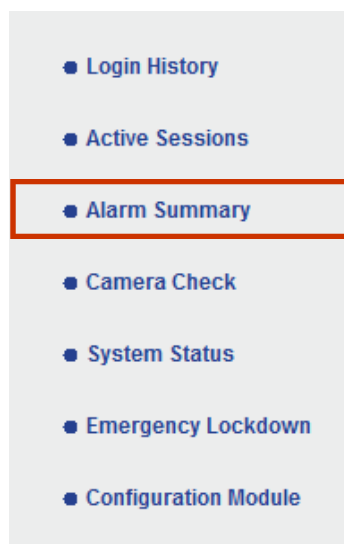 Login History
Active Sessions
Alarm Summary
Camera Check
System Status
Emergency Lockdown
Configuration Module